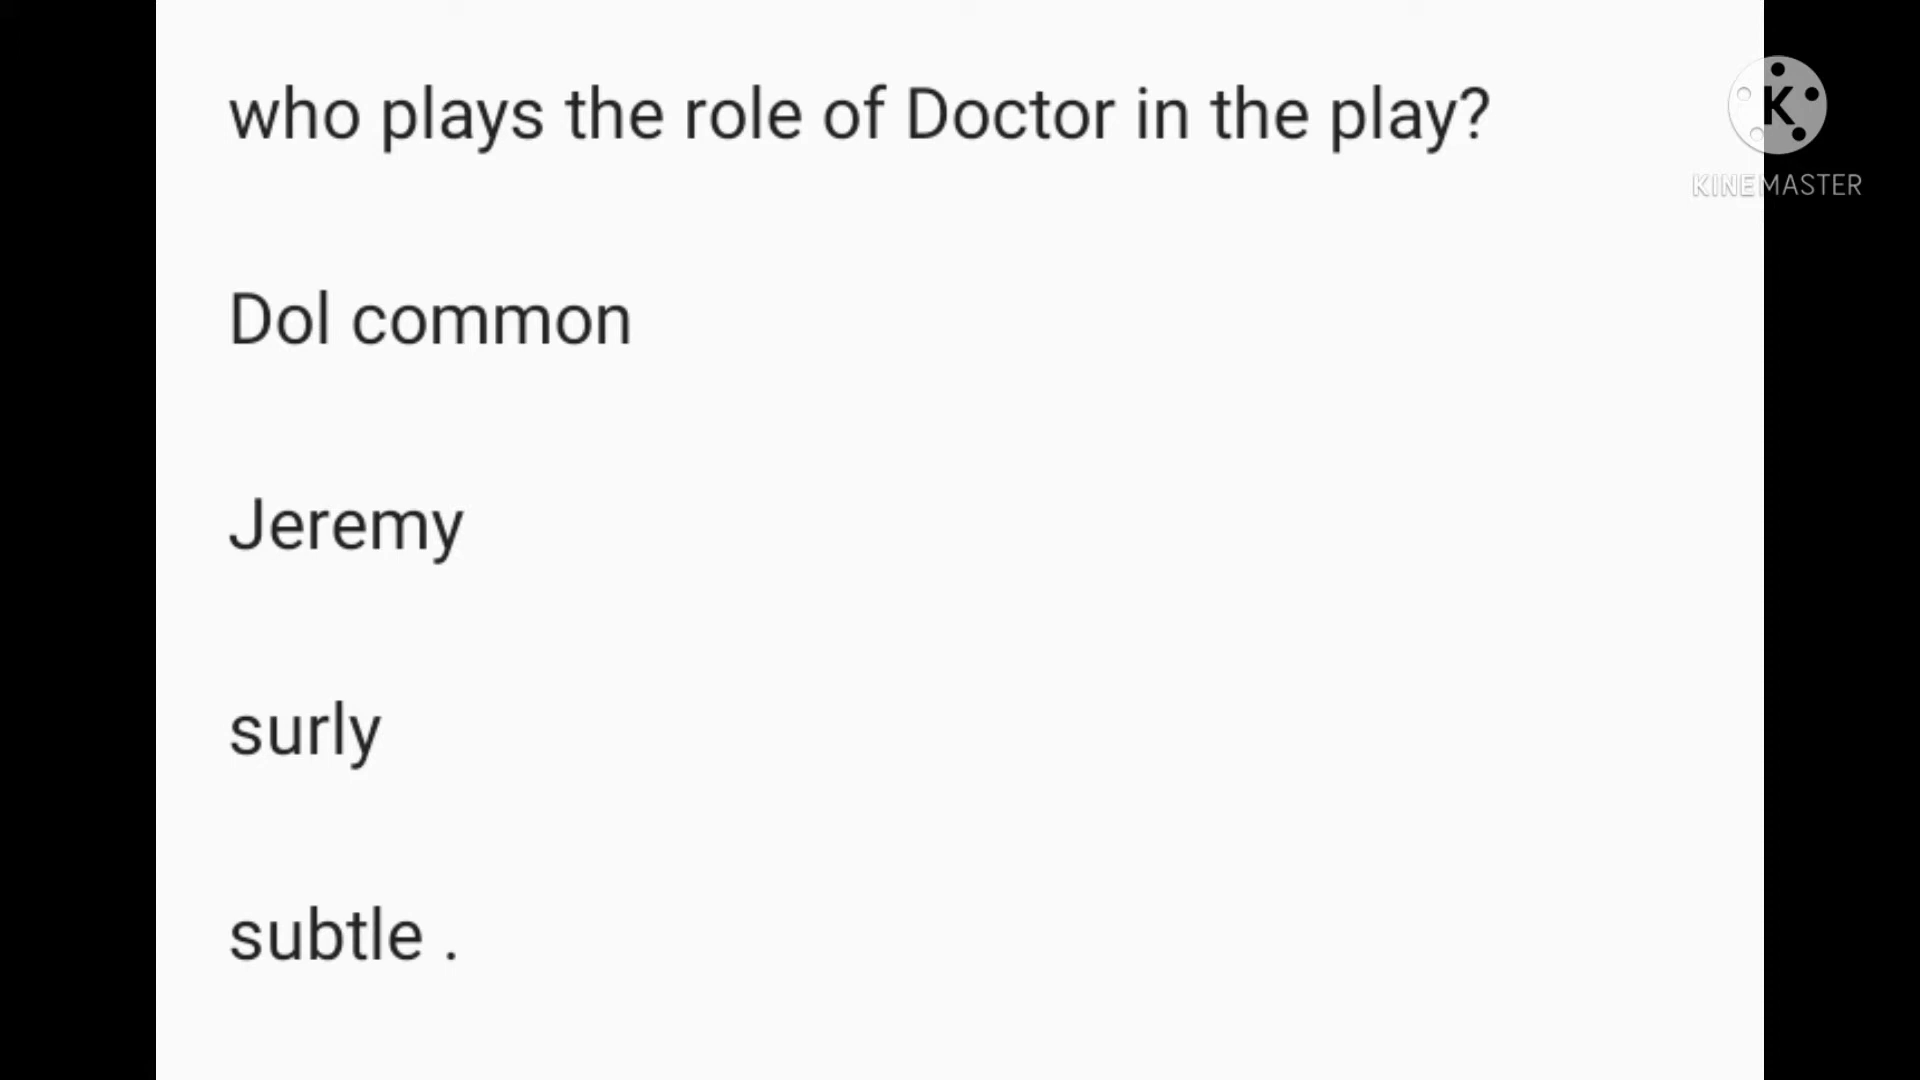 who plays the role of Doctor in the play?
K
KINEMASTER
Dol common
Jeremy
surly
subtle .